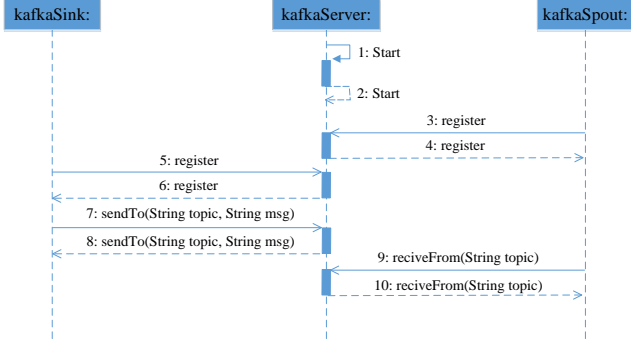 kafkaSink:
kafkaServer:
kafkaSpout:
1: Start
2: Start
3: register
4: register
5: register
6: register
7: sendTo(String topic, String msg)
8: sendTo(String topic, String msg)
9: reciveFrom(String topic)
10: reciveFrom(String topic)